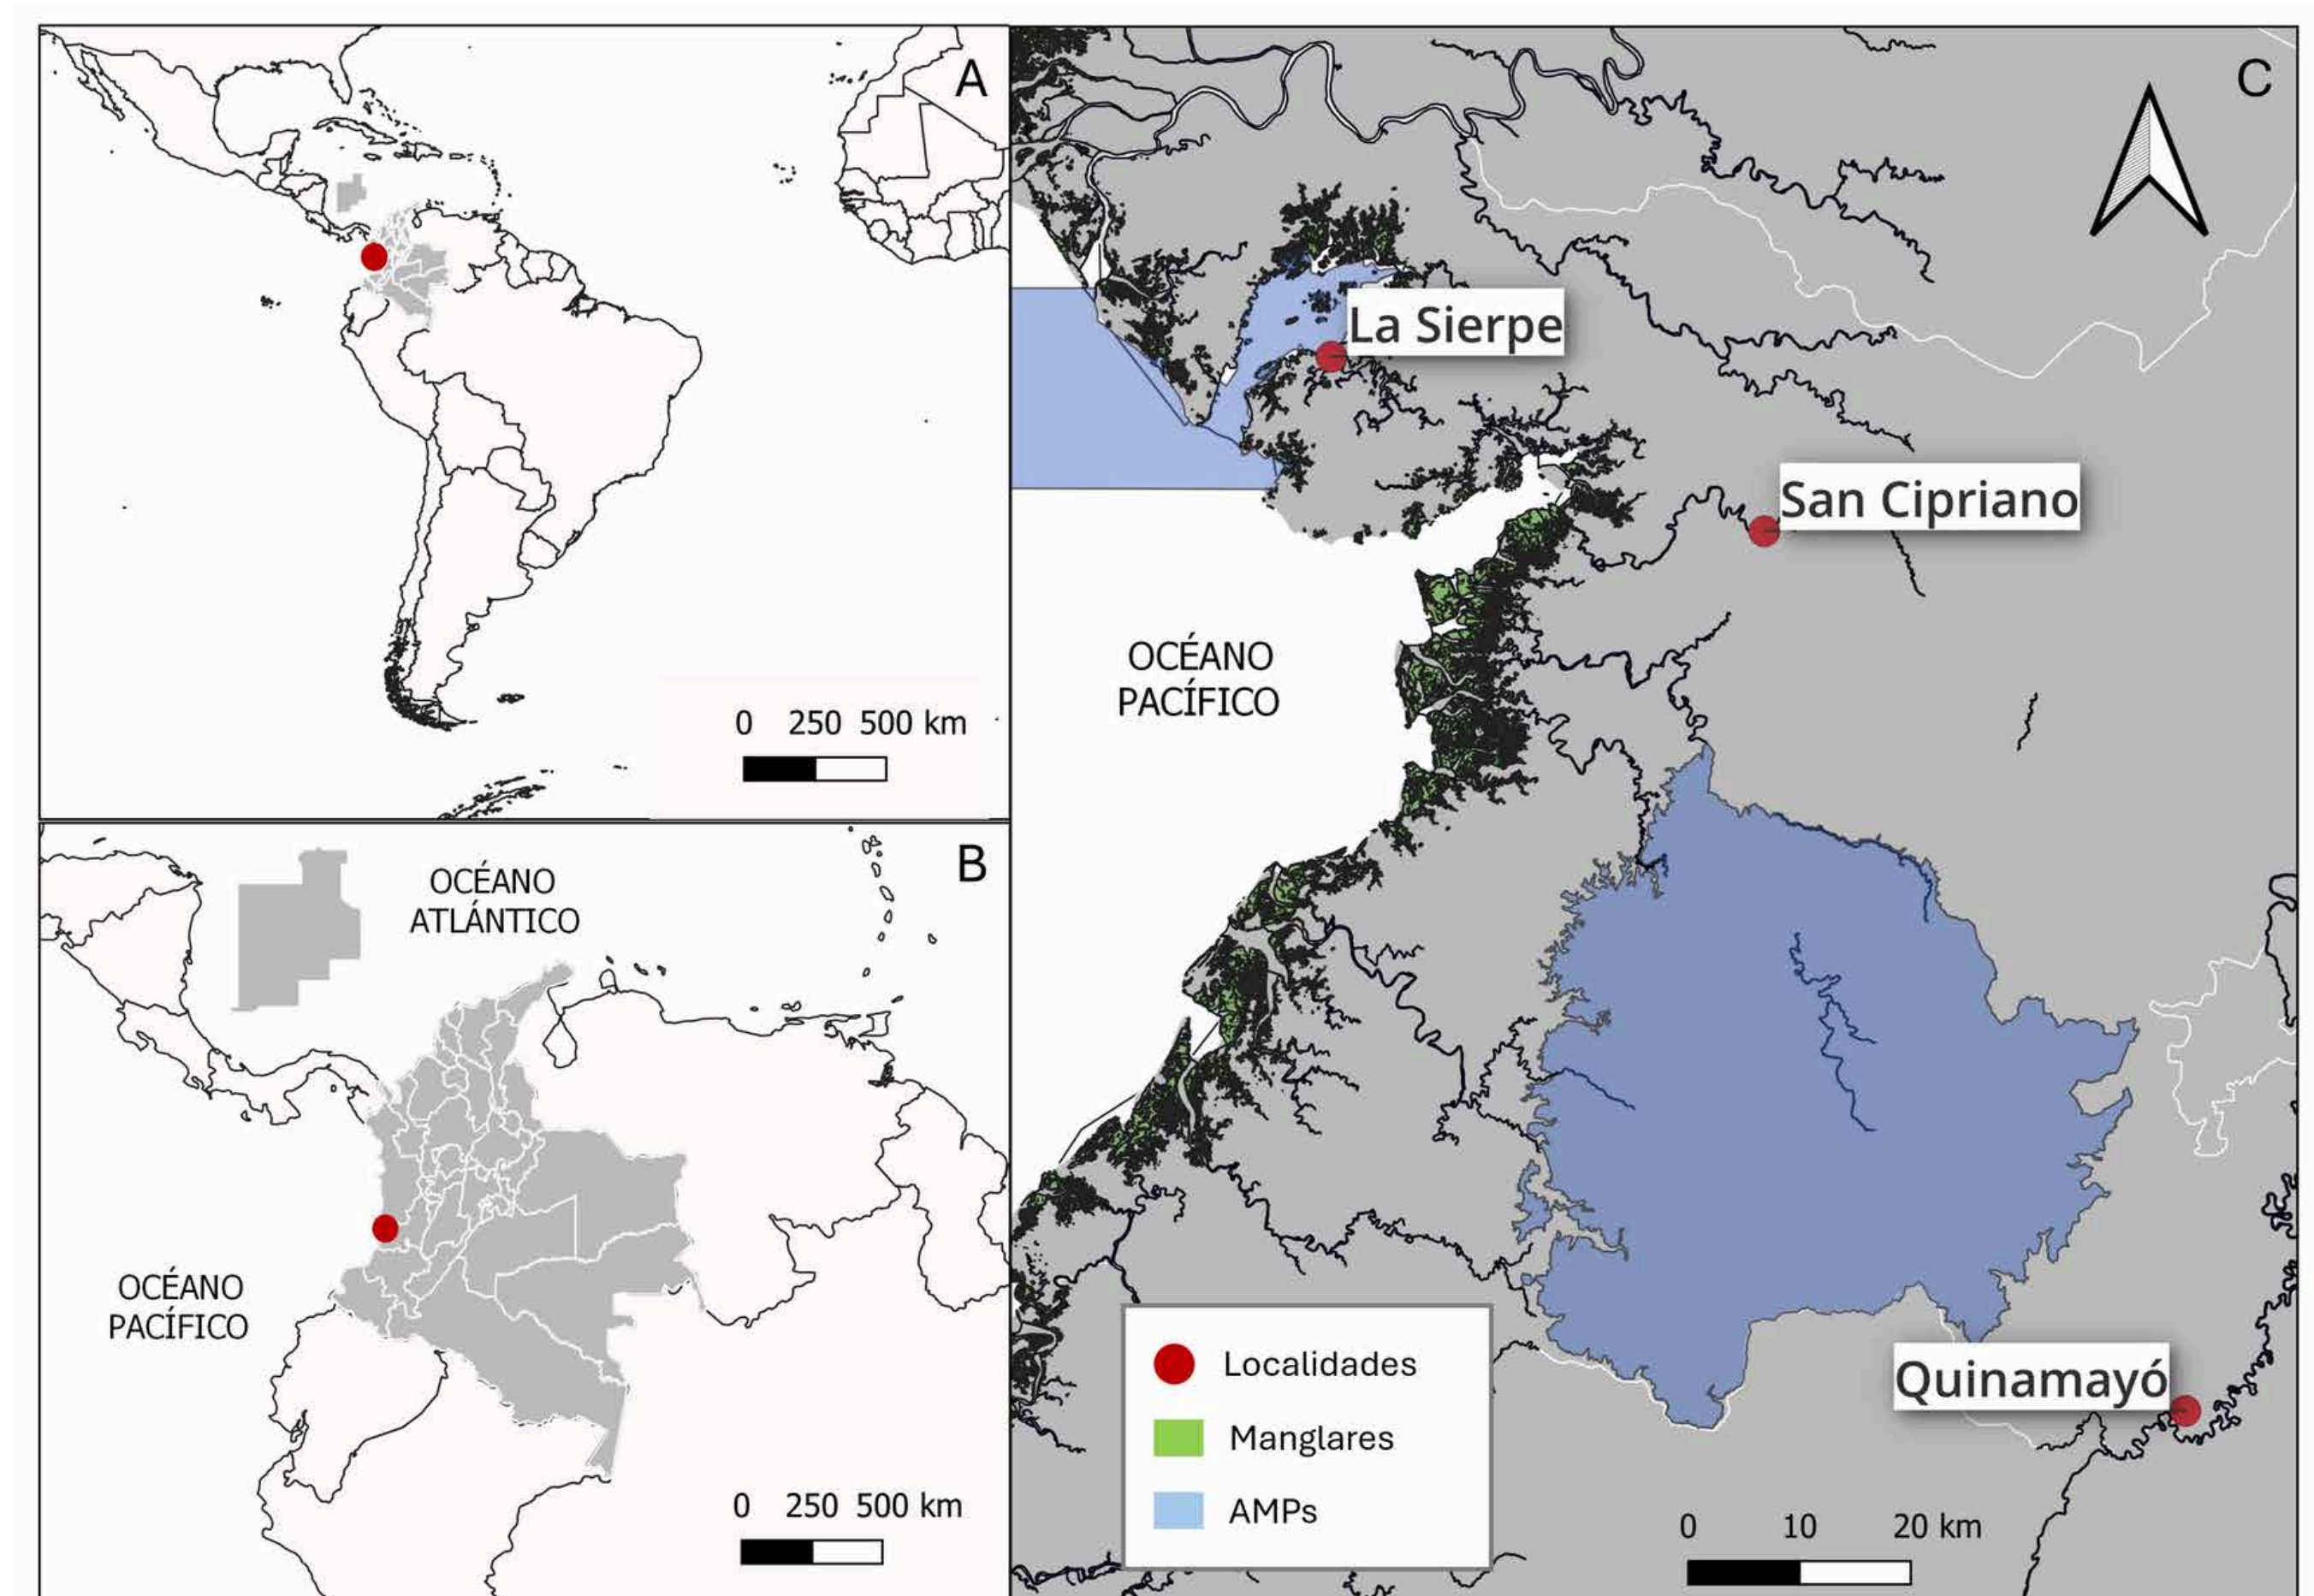 A
0 250 500 km
B
OCÉANO
ATLÁNTICO
OCÉANO
PACÍFICO
0 250 500 km
C
La Sierpe
San Cipriano
OCÉANO
PACÍFICO
Quinamayó
Localidades
Manglares
AMPs
0 10 20 km